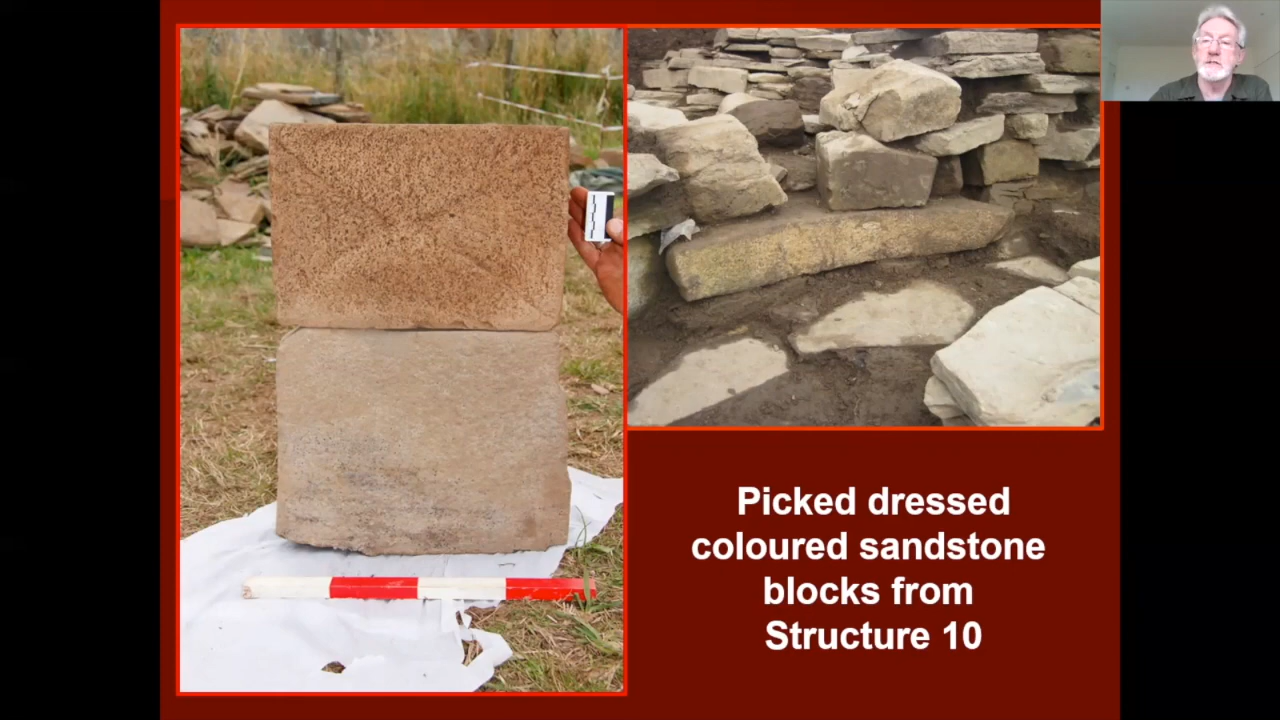 Picked dressed
coloured sandstone
blocks from
Structure 10